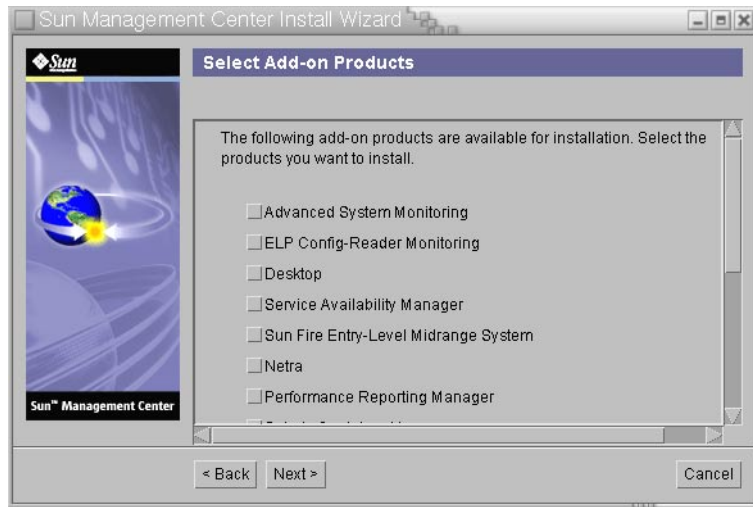 Sun Management Center Install Wizard
Sun
Select Add-on Products
The following add-on products are available for installation. Select the
products you want to install.
Advanced System Monitoring
ELP Config-Reader Monitoring
Desktop
Service Availability Manager
Sun Fire Entry-Level Midrange System
Netra
Performance Reporting Manager
Sun™ Management Center
< Back
Next >
Cancel